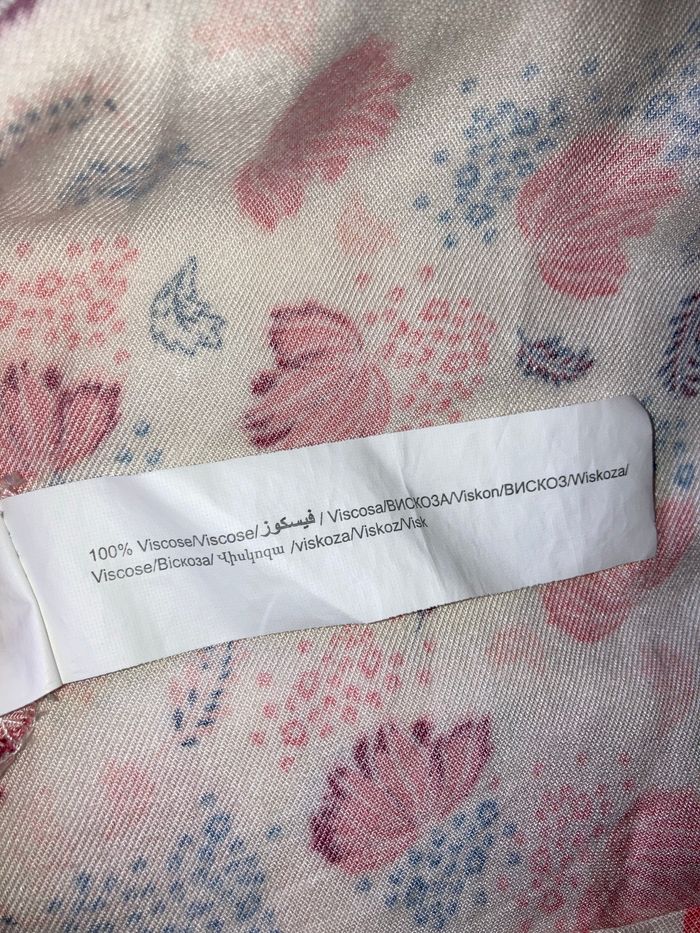 100% Viscose/Viscose/ فيسكوز / Viscosa/ВИСКОЗА/Viskon/ВИСКОЗ/Wiskoza/
Viscose/Віскоза/ Վիսկոզա /viskoza/Viskoz/Visk